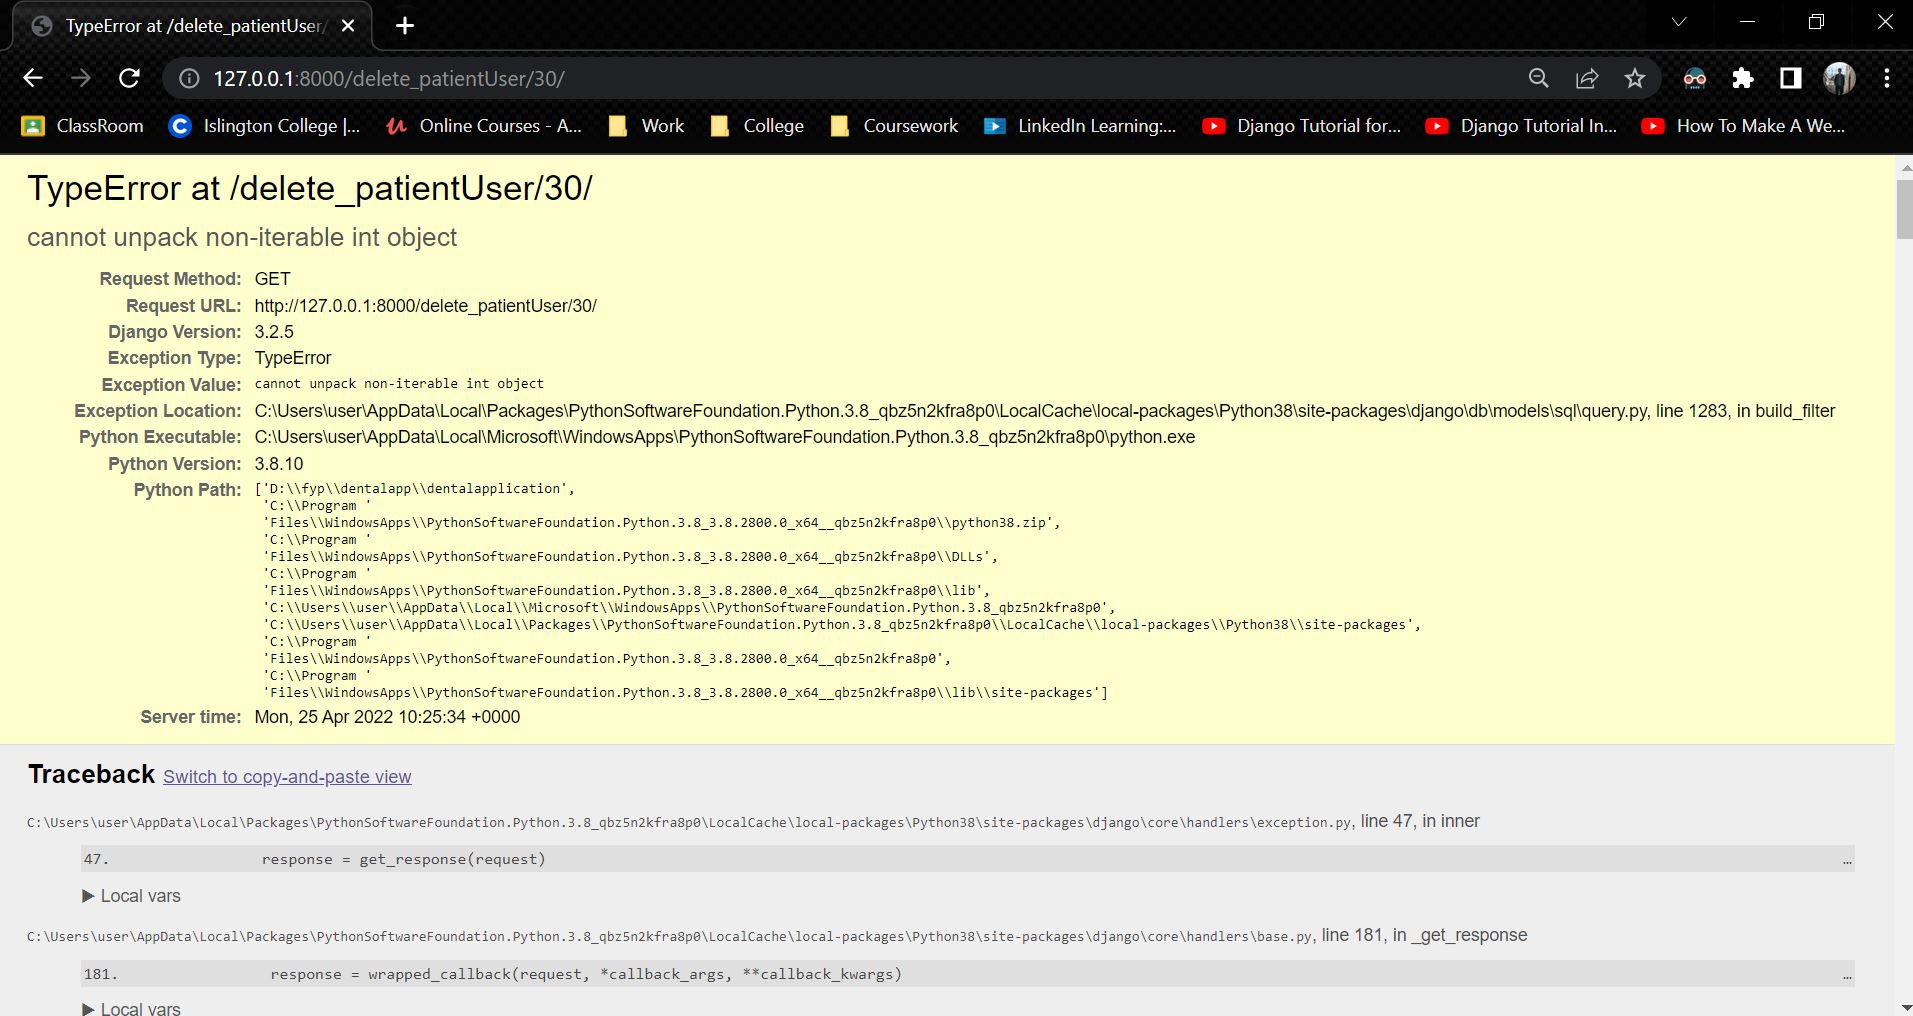 TypeError at /delete_patientUser/
127.0.0.1:8000/delete_patientUser/30/
ClassRoom Islington College |... Online Courses - A... Work College Coursework LinkedIn Learning:... Django Tutorial for... Django Tutorial In... How To Make A We...
TypeError at /delete_patientUser/30/
cannot unpack non-iterable int object
Request Method: GET
Request URL: http://127.0.0.1:8000/delete_patientUser/30/
Django Version: 3.2.5
Exception Type: TypeError
Exception Value: cannot unpack non-iterable int object
Exception Location: C:\Users\user\AppData\Local\Packages\PythonSoftwareFoundation.Python.3.8_qbz5n2kfra8p0\LocalCache\local-packages\Python38\site-packages\django\db\models\sql\query.py, line 1283, in build_filter
Python Executable: C:\Users\user\AppData\Local\Microsoft\WindowsApps\PythonSoftwareFoundation.Python.3.8_qbz5n2kfra8p0\python.exe
Python Version: 3.8.10
Python Path: ['D:\\fyp\\dentalapp\\dentalapplication',
'C:\\Program '
'Files\\WindowsApps\\PythonSoftwareFoundation.Python.3.8_3.8.2800.0_x64__qbz5n2kfra8p0\\python38.zip',
'C:\\Program '
'Files\\WindowsApps\\PythonSoftwareFoundation.Python.3.8_3.8.2800.0_x64__qbz5n2kfra8p0\\DLLs',
'C:\\Program '
'Files\\WindowsApps\\PythonSoftwareFoundation.Python.3.8_3.8.2800.0_x64__qbz5n2kfra8p0\\lib',
'C:\\Users\\user\\AppData\\Local\\Microsoft\\WindowsApps\\PythonSoftwareFoundation.Python.3.8_qbz5n2kfra8p0',
'C:\\Users\\user\\AppData\\Local\\Packages\\PythonSoftwareFoundation.Python.3.8_qbz5n2kfra8p0\\LocalCache\\local-packages\\Python38\\site-packages',
'C:\\Program '
'Files\\WindowsApps\\PythonSoftwareFoundation.Python.3.8_3.8.2800.0_x64__qbz5n2kfra8p0',
'C:\\Program '
'Files\\WindowsApps\\PythonSoftwareFoundation.Python.3.8_3.8.2800.0_x64__qbz5n2kfra8p0\\lib\\site-packages']
Server time: Mon, 25 Apr 2022 10:25:34 +0000
Traceback Switch to copy-and-paste view
C:\Users\user\AppData\Local\Packages\PythonSoftwareFoundation.Python.3.8_qbz5n2kfra8p0\LocalCache\local-packages\Python38\site-packages\django\core\handlers\exception.py, line 47, in inner
47. response = get_response(request) …
▶ Local vars
C:\Users\user\AppData\Local\Packages\PythonSoftwareFoundation.Python.3.8_qbz5n2kfra8p0\LocalCache\local-packages\Python38\site-packages\django\core\handlers\base.py, line 181, in _get_response
181. response = wrapped_callback(request, *callback_args, **callback_kwargs) …
▶ Local vars